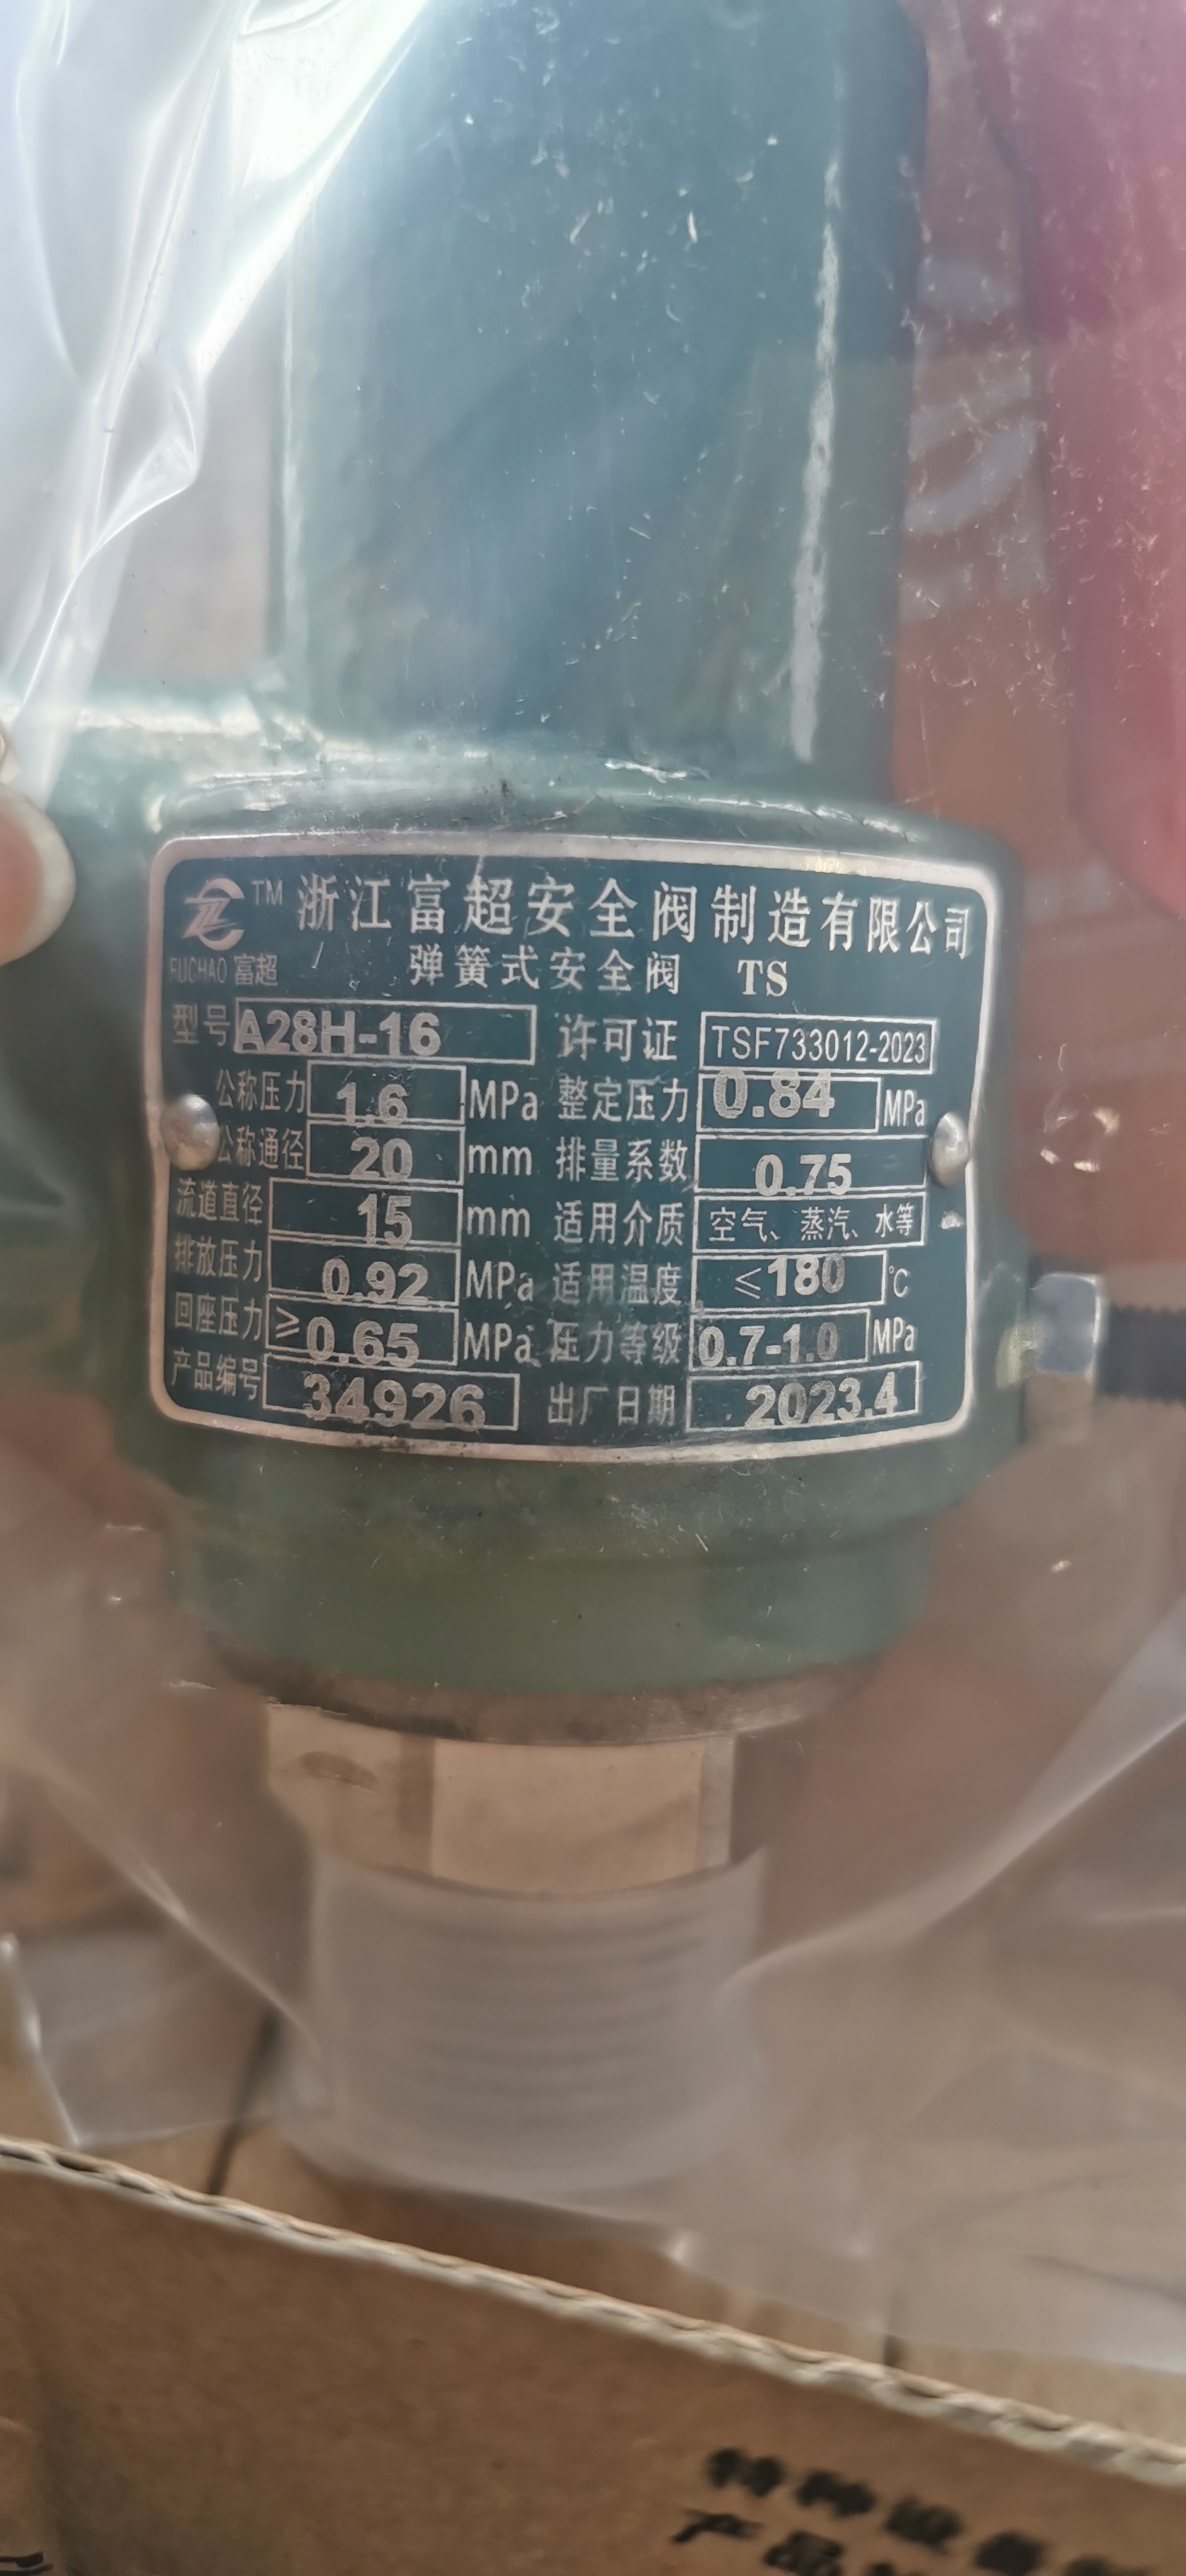 TM 浙江富超安全阀制造有限公司
FUCHAO 富超 弹簧式安全阀 TS
型号 A28H-16 许可证 TSF733012-2023
公称压力 1.6 MPa 整定压力 0.84 MPa
公称通径 20 mm 排量系数 0.75
流道直径 15 mm 适用介质 空气、蒸汽、水等
排放压力 0.92 MPa 适用温度 ≤180 ℃
回座压力 ≥0.65 MPa 压力等级 0.7-1.0 MPa
产品编号 34926 出厂日期 2023.4
特种设
产品